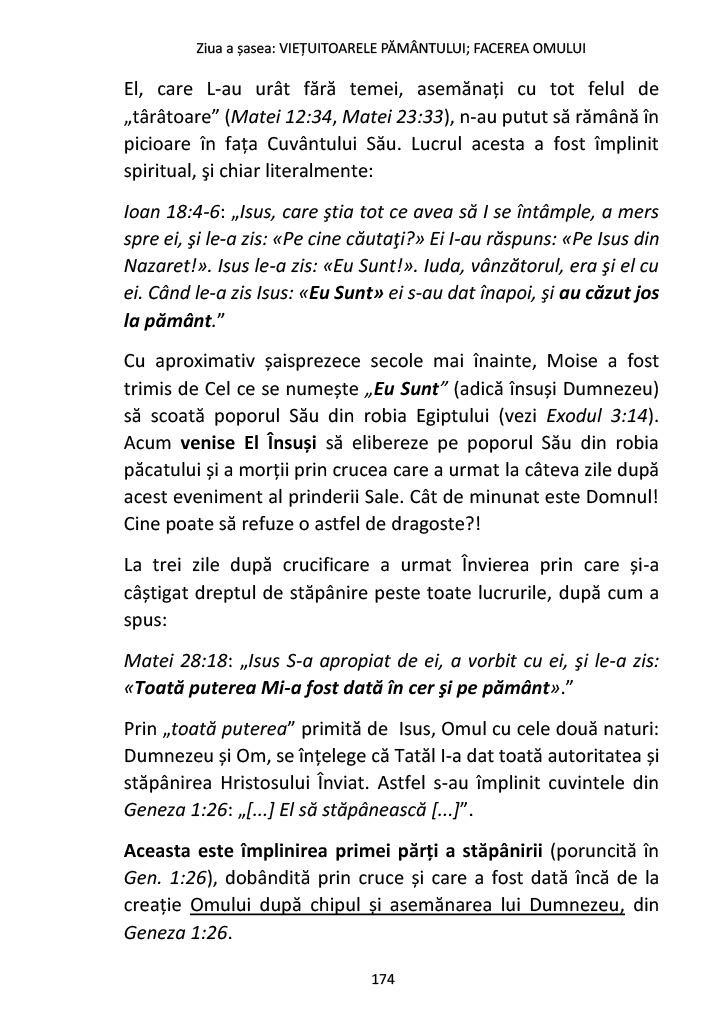 Ziua a șasea: VIEȚUITOARELE PĂMÂNTULUI; FACEREA OMULUI
El, care L-au urât fără temei, asemănați cu tot felul de
„târâtoare” (Matei 12:34, Matei 23:33), n-au putut să rămână în
picioare în fața Cuvântului Său. Lucrul acesta a fost împlinit
spiritual, şi chiar literalmente:
Ioan 18:4-6: „Isus, care ştia tot ce avea să I se întâmple, a mers
spre ei, şi le-a zis: «Pe cine căutaţi?» Ei I-au răspuns: «Pe Isus din
Nazaret!». Isus le-a zis: «Eu Sunt!». Iuda, vânzătorul, era şi el cu
ei. Când le-a zis Isus: «Eu Sunt» ei s-au dat înapoi, şi au căzut jos
la pământ.”
Cu aproximativ șaisprezece secole mai înainte, Moise a fost
trimis de Cel ce se numește „Eu Sunt” (adică însuși Dumnezeu)
să scoată poporul Său din robia Egiptului (vezi Exodul 3:14).
Acum venise El Însuși să elibereze pe poporul Său din robia
păcatului și a morții prin crucea care a urmat la câteva zile după
acest eveniment al prinderii Sale. Cât de minunat este Domnul!
Cine poate să refuze o astfel de dragoste?!
La trei zile după crucificare a urmat Învierea prin care și-a
câștigat dreptul de stăpânire peste toate lucrurile, după cum a
spus:
Matei 28:18: „Isus S-a apropiat de ei, a vorbit cu ei, şi le-a zis:
«Toată puterea Mi-a fost dată în cer şi pe pământ».”
Prin „toată puterea” primită de Isus, Omul cu cele două naturi:
Dumnezeu și Om, se înțelege că Tatăl I-a dat toată autoritatea și
stăpânirea Hristosului Înviat. Astfel s-au împlinit cuvintele din
Geneza 1:26: „[...] El să stăpânească [...]”.
Aceasta este împlinirea primei părți a stăpânirii (poruncită în
Gen. 1:26), dobândită prin cruce și care a fost dată încă de la
creație Omului după chipul și asemănarea lui Dumnezeu, din
Geneza 1:26.
174